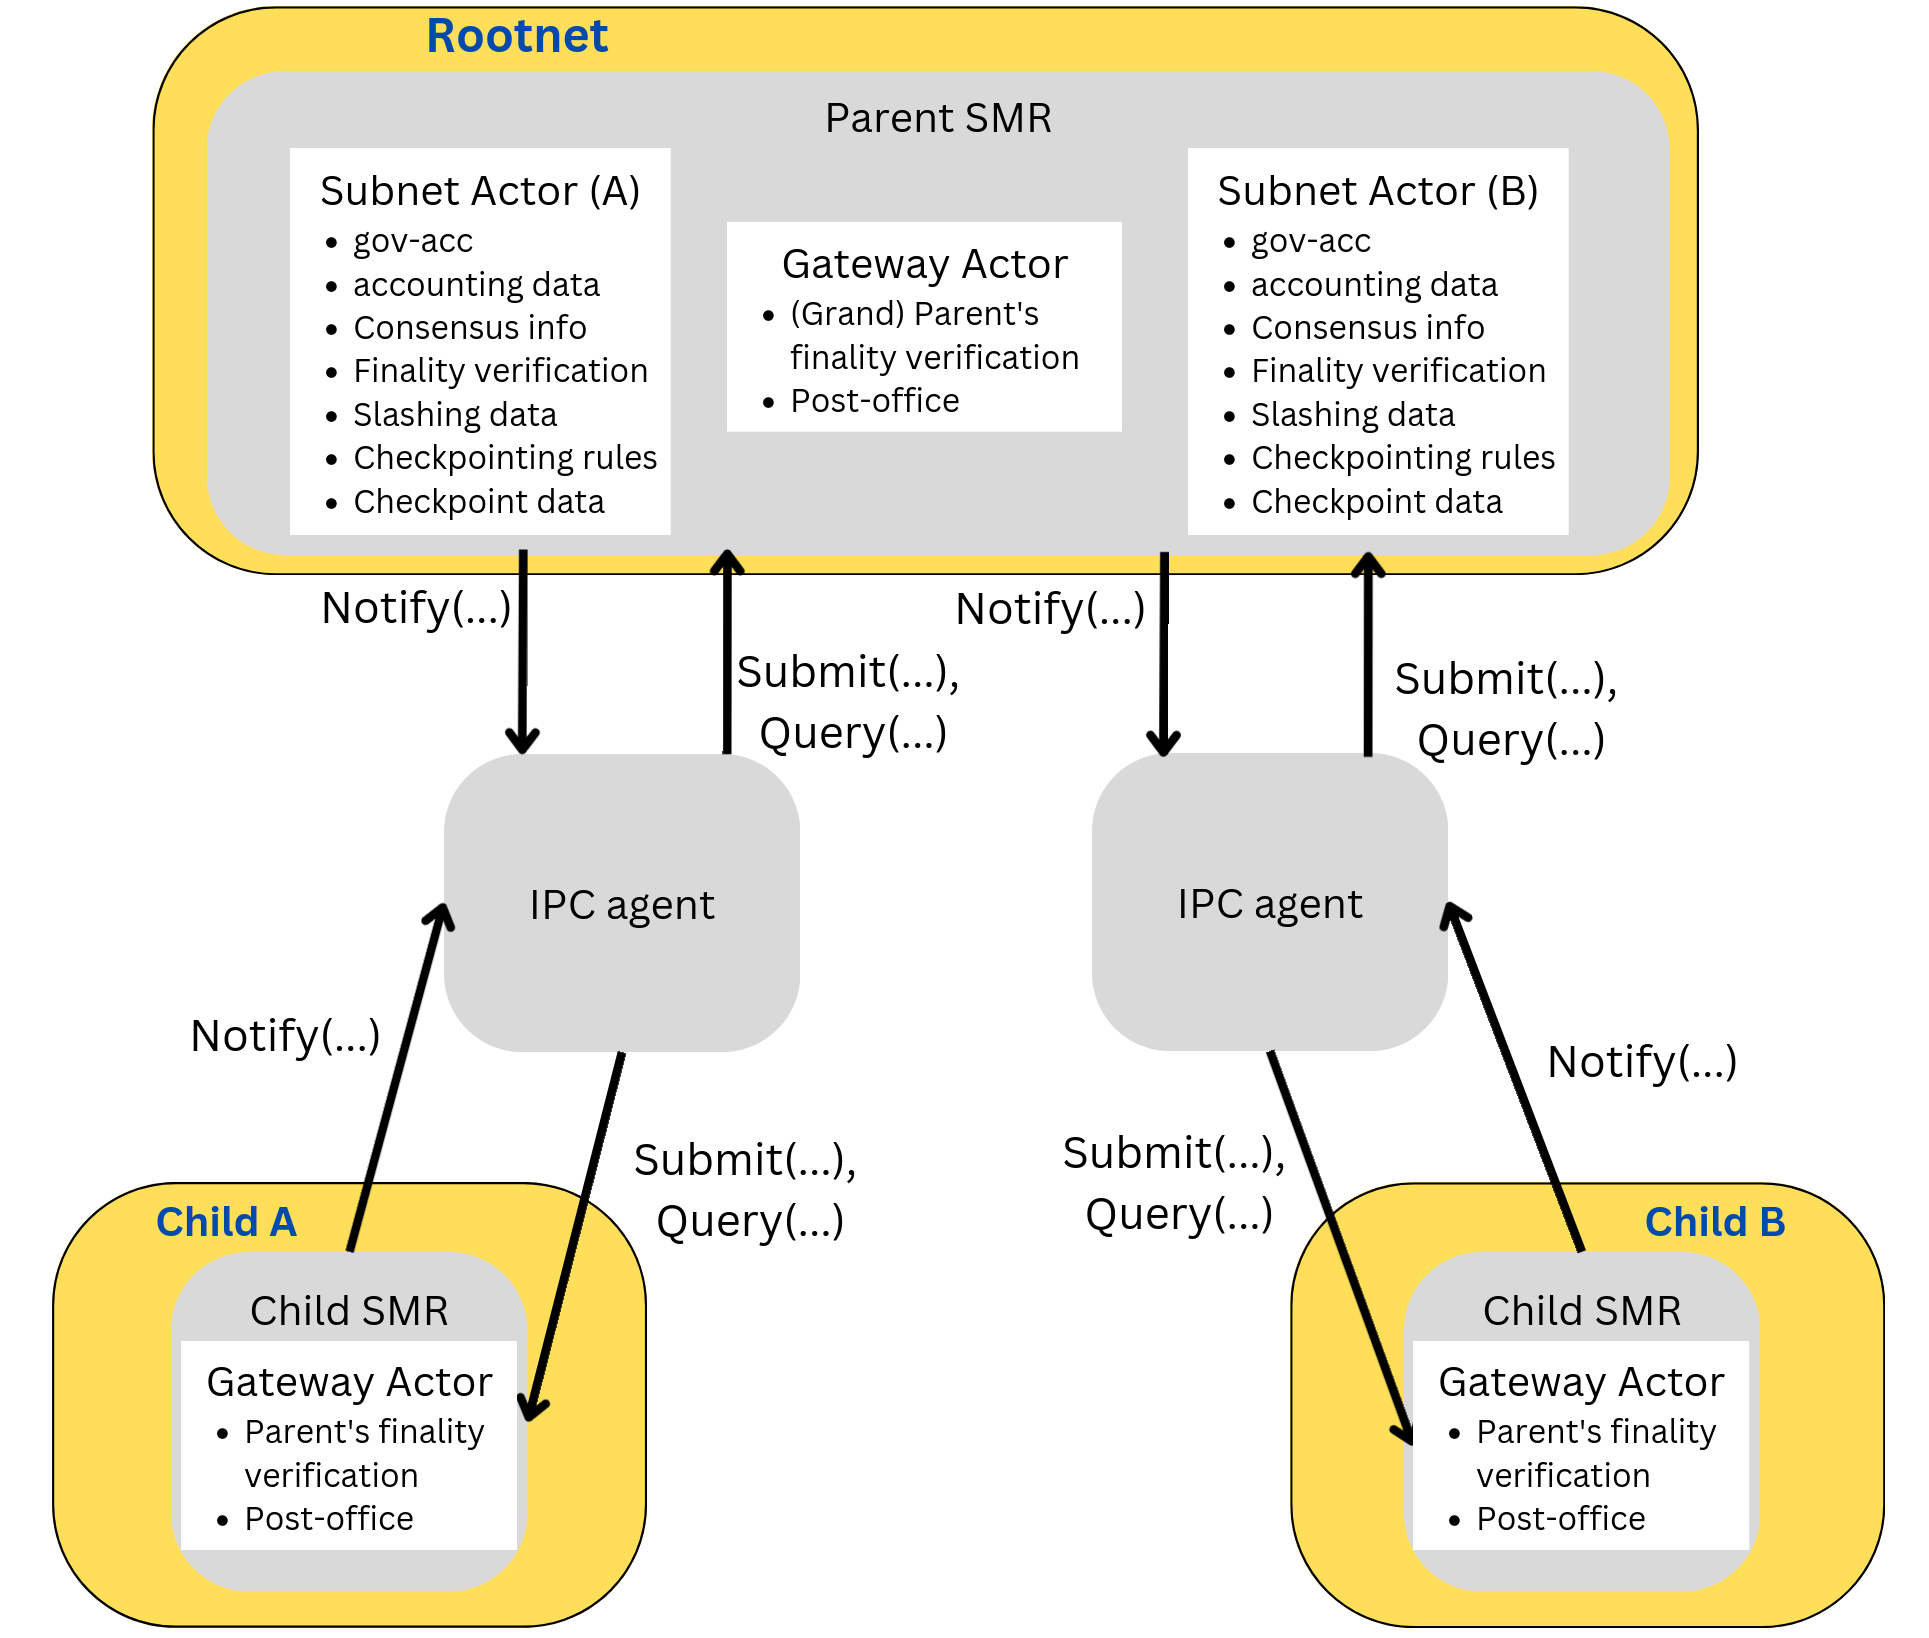 Rootnet
Parent SMR
Subnet Actor (A)
• gov-acc
• accounting data
• Consensus info
• Finality verification
• Slashing data
• Checkpointing rules
• Checkpoint data
Gateway Actor
• (Grand) Parent's
finality verification
• Post-office
Subnet Actor (B)
• gov-acc
• accounting data
• Consensus info
• Finality verification
• Slashing data
• Checkpointing rules
• Checkpoint data
Notify(...)
Submit(...),
Query(...)
Notify(...)
Submit(...),
Query(...)
IPC agent
IPC agent
Notify(...)
Submit(...),
Query(...)
Submit(...),
Query(...)
Notify(...)
Child A
Child SMR
Gateway Actor
• Parent's finality
verification
• Post-office
Child B
Child SMR
Gateway Actor
• Parent's finality
verification
• Post-office